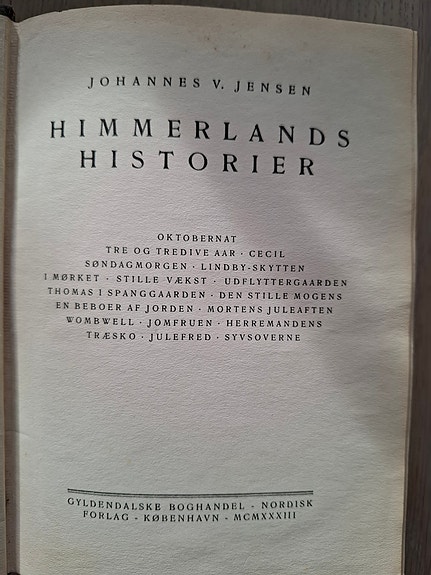 JOHANNES V. JENSEN
HIMMERLANDS
HISTORIER
OKTOBERNAT
TRE OG TREDIVE AAR · CECIL
SØNDAGMORGEN · LINDBY-SKYTTEN
I MØRKET · STILLE VÆKST · UDFLYTTERGAARDEN
THOMAS I SPANGGAARDEN · DEN STILLE MOGENS
EN BEBOER AF JORDEN · MORTENS JULEAFTEN
WOMBWELL · JOMFRUEN · HERREMANDENS
TRÆSKO · JULEFRED · SYVSOVERNE
GYLDENDALSKE BOGHANDEL - NORDISK
FORLAG - KØBENHAVN - MCMXXXIII